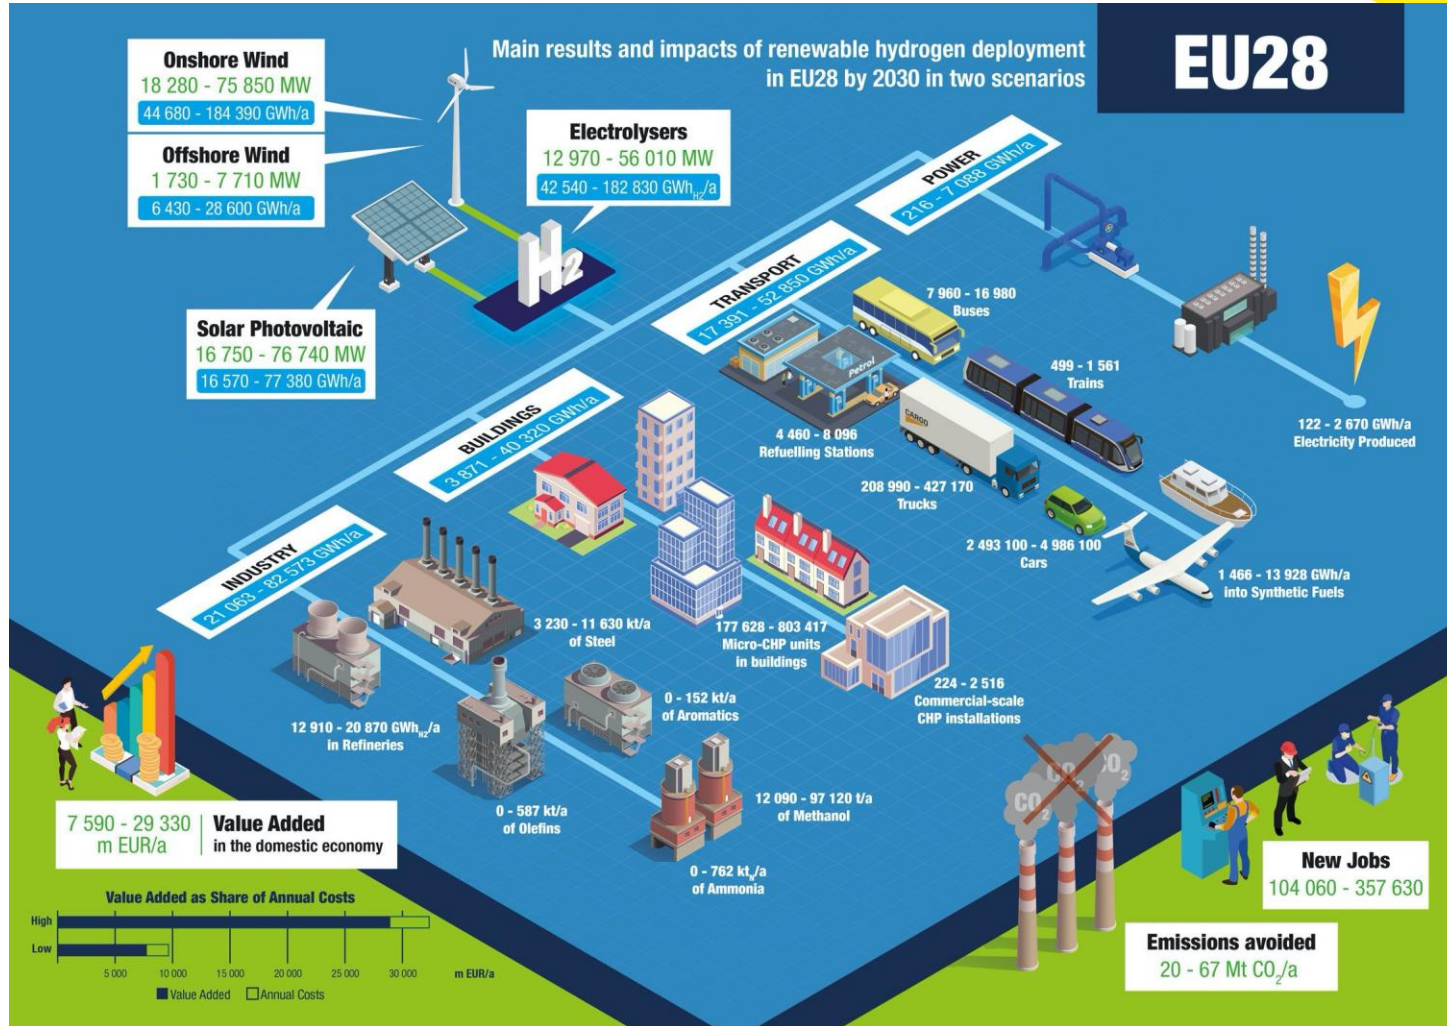 Main results and impacts of renewable hydrogen deployment
in EU28 by 2030 in two scenarios
EU28
Onshore Wind
18 280 - 75 850 MW
44 680 - 184 390 GWh/a
Offshore Wind
1 730 - 7 710 MW
6 430 - 28 600 GWh/a
Electrolysers
12 970 - 56 010 MW
42 540 - 182 830 GWhH2/a
H2
Solar Photovoltaic
16 750 - 76 740 MW
16 570 - 77 380 GWh/a
POWER
216 - 7 088 GWh/a
122 - 2 670 GWh/a
Electricity Produced
TRANSPORT
17 391 - 52 850 GWh/a
7 960 - 16 980
Buses
499 - 1 561
Trains
Petrol
4 460 - 8 096
Refuelling Stations
CARGO
208 990 - 427 170
Trucks
2 493 100 - 4 986 100
Cars
1 466 - 13 928 GWh/a
into Synthetic Fuels
BUILDINGS
3 871 - 40 320 GWh/a
177 628 - 803 417
Micro-CHP units
in buildings
224 - 2 516
Commercial-scale
CHP installations
INDUSTRY
21 063 - 82 573 GWh/a
3 230 - 11 630 kt/a
of Steel
12 910 - 20 870 GWhH2/a
in Refineries
0 - 152 kt/a
of Aromatics
0 - 587 kt/a
of Olefins
12 090 - 97 120 t/a
of Methanol
0 - 762 ktN/a
of Ammonia
7 590 - 29 330
m EUR/a
Value Added
in the domestic economy
Value Added as Share of Annual Costs
High
Low
5 000 10 000 15 000 20 000 25 000 30 000 m EUR/a
Value Added Annual Costs
CO2 CO2 CO2
New Jobs
104 060 - 357 630
Emissions avoided
20 - 67 Mt CO2/a